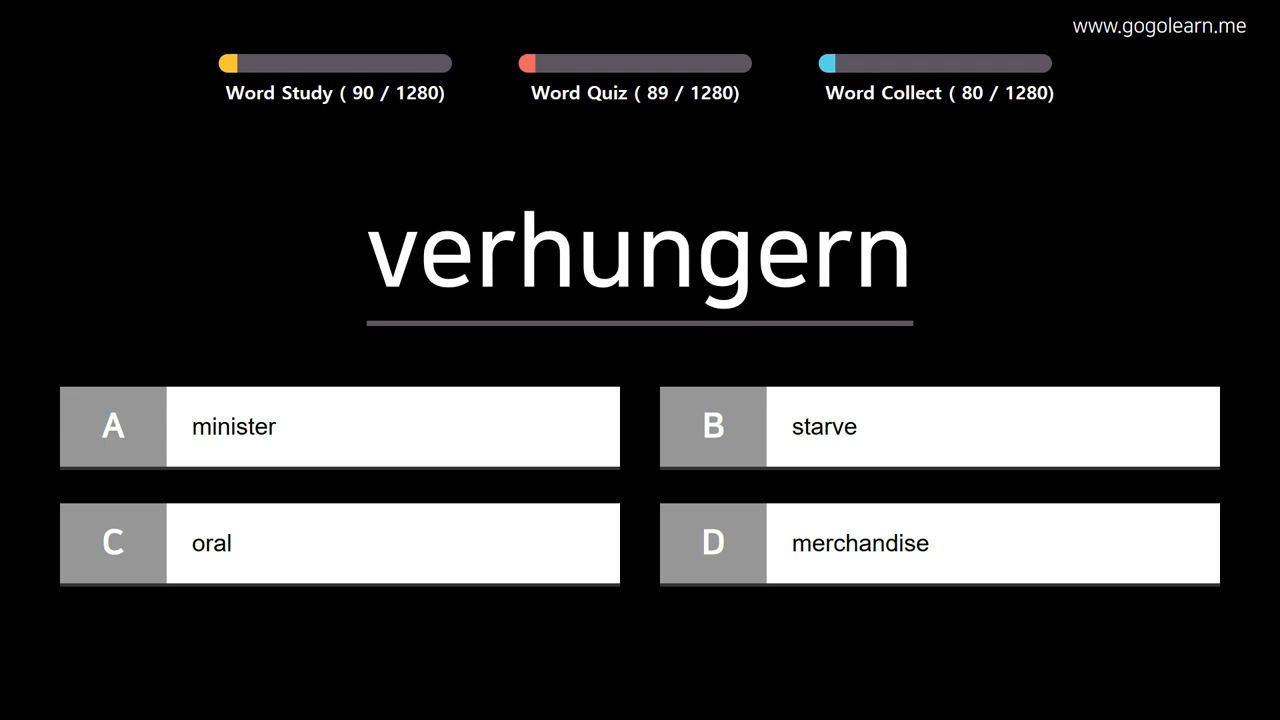 www.gogolearn.me
Word Study ( 90 / 1280)
Word Quiz ( 89 / 1280)
Word Collect ( 80 / 1280)
verhungern
A minister
B starve
C oral
D merchandise